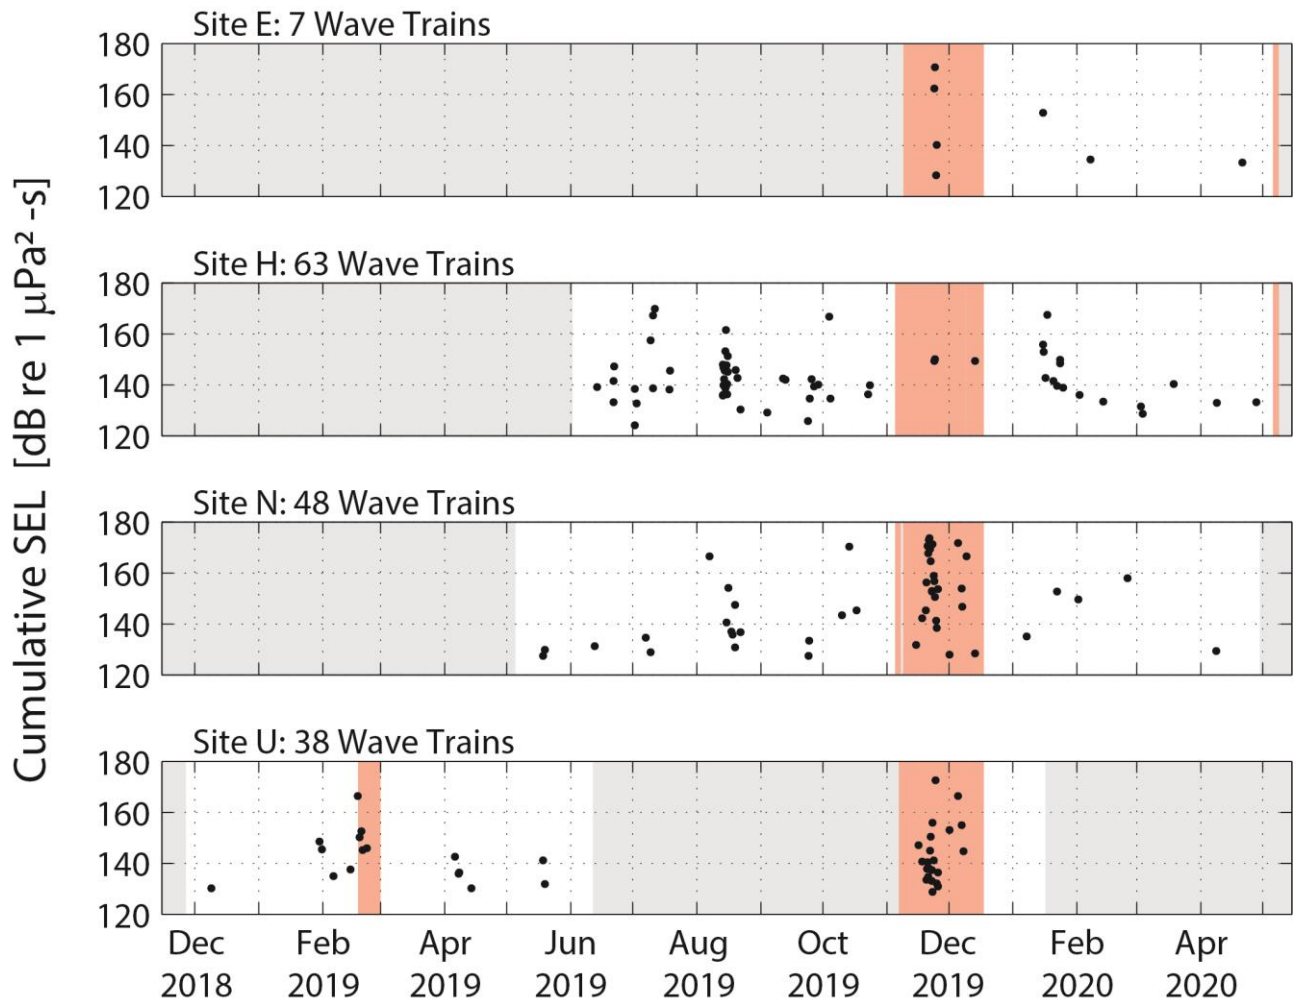 Cumulative SEL [dB re 1 µPa² -s]
Site E: 7 Wave Trains
180
160
140
120
Site H: 63 Wave Trains
180
160
140
120
Site N: 48 Wave Trains
180
160
140
120
Site U: 38 Wave Trains
180
160
140
120
Dec Feb Apr Jun Aug Oct Dec Feb Apr
2018 2019 2019 2019 2019 2019 2019 2020 2020